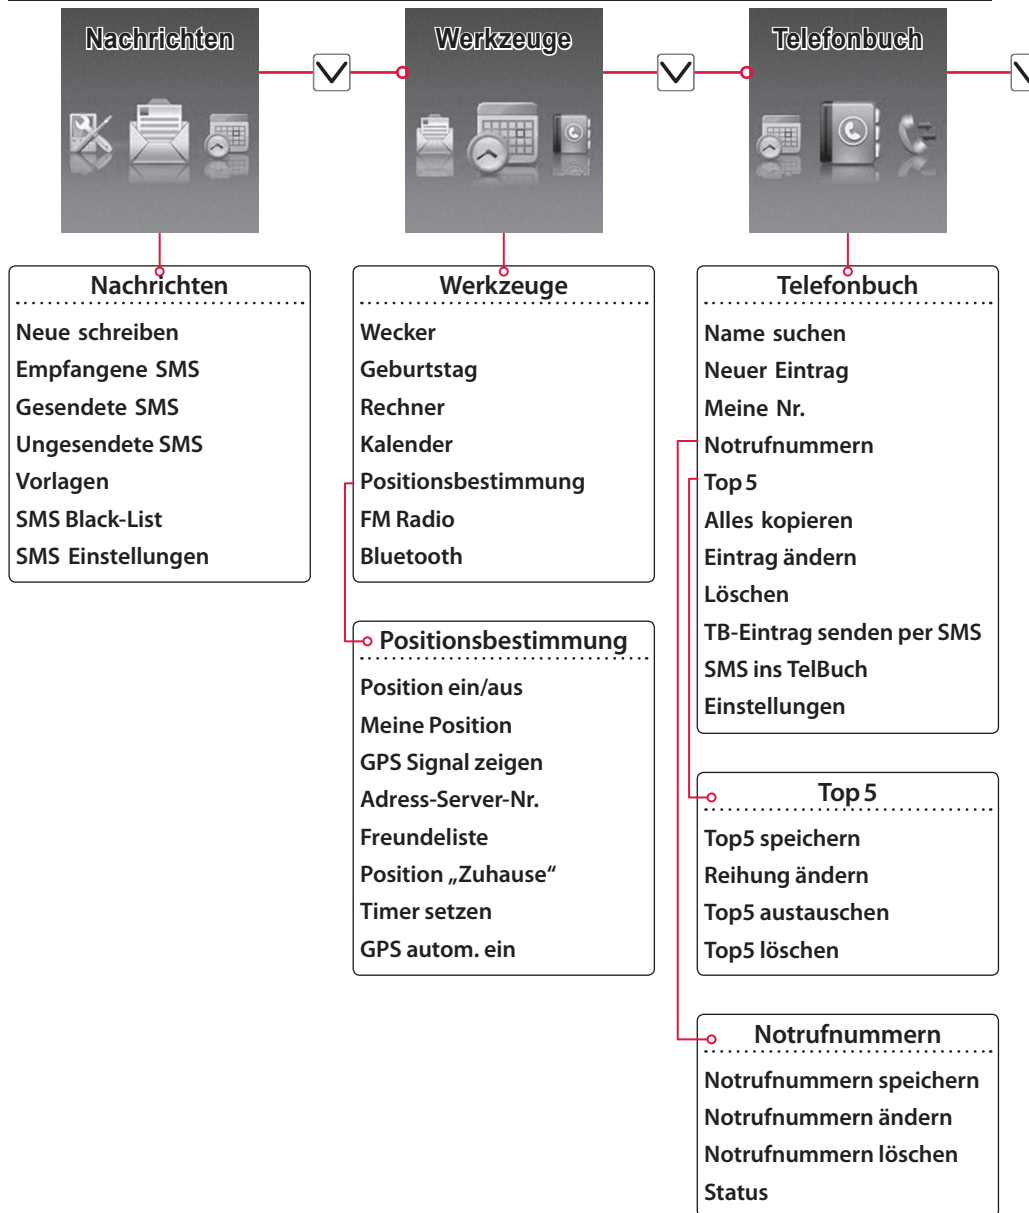 Nachrichten
Werkzeuge
Telefonbuch
Nachrichten
Neue schreiben
Empfangene SMS
Gesendete SMS
Ungesendete SMS
Vorlagen
SMS Black-List
SMS Einstellungen
Werkzeuge
Wecker
Geburtstag
Rechner
Kalender
Positionsbestimmung
FM Radio
Bluetooth
Positionsbestimmung
Position ein/aus
Meine Position
GPS Signal zeigen
Adress-Server-Nr.
Freundeliste
Position „Zuhause“
Timer setzen
GPS autom. ein
Telefonbuch
Name suchen
Neuer Eintrag
Meine Nr.
Notrufnummern
Top 5
Alles kopieren
Eintrag ändern
Löschen
TB-Eintrag senden per SMS
SMS ins TelBuch
Einstellungen
Top 5
Top5 speichern
Reihung ändern
Top5 austauschen
Top5 löschen
Notrufnummern
Notrufnummern speichern
Notrufnummern ändern
Notrufnummern löschen
Status